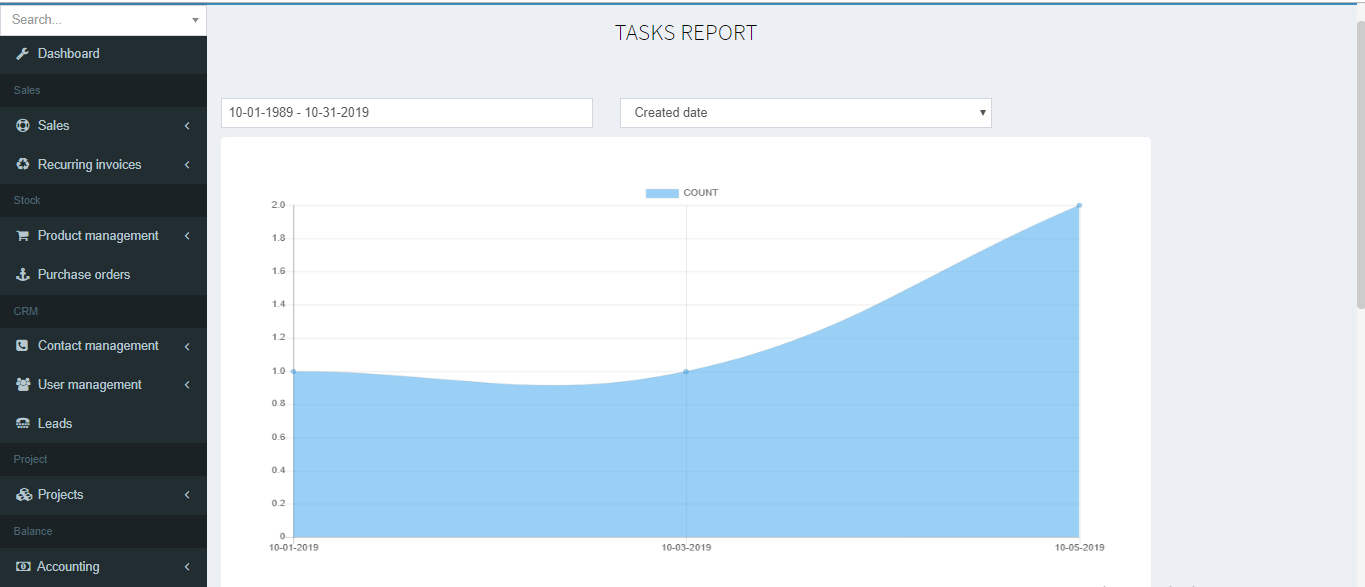 Search...
Dashboard
Sales
Sales
Recurring invoices
Stock
Product management
Purchase orders
CRM
Contact management
User management
Leads
Project
Projects
Balance
Accounting
TASKS REPORT
10-01-1989 - 10-31-2019
Created date
COUNT
2.0
1.8
1.6
1.4
1.2
1.0
0.8
0.6
0.4
0.2
0
10-01-2019
10-03-2019
10-05-2019